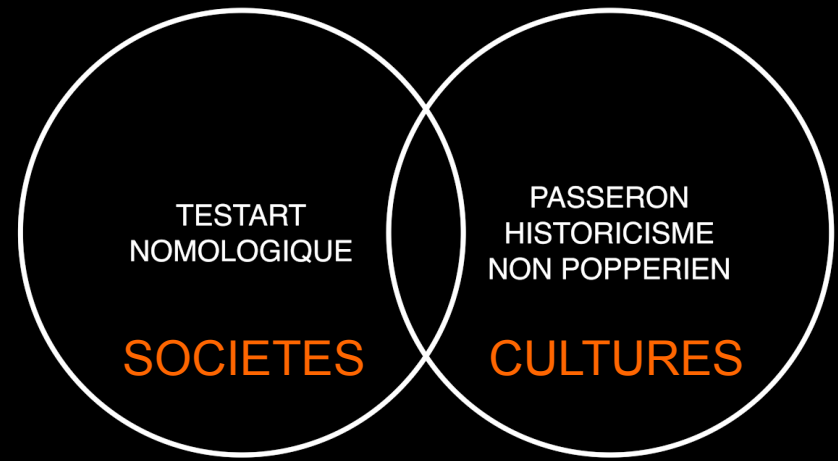 TESTART
NOMOLOGIQUE
SOCIETES
PASSERON
HISTORICISME
NON POPPERIEN
CULTURES